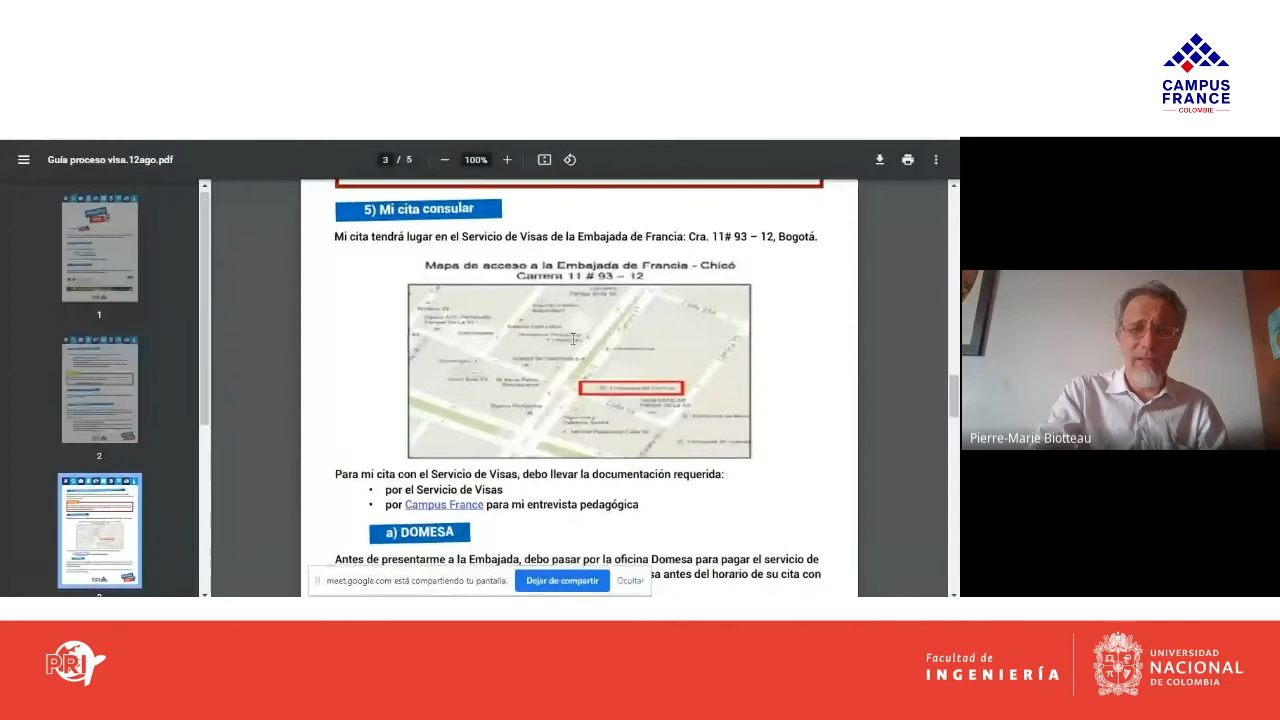 CAMPUS
FRANCE
COLOMBIE
Guía proceso visa.12ago.pdf
3 / 5
100%
1
2
5) Mi cita consular
Mi cita tendrá lugar en el Servicio de Visas de la Embajada de Francia: Cra. 11# 93 – 12, Bogotá.
Mapa de acceso a la Embajada de Francia - Chicó
Carrera 11 # 93 – 12
Para mi cita con el Servicio de Visas, debo llevar la documentación requerida:
• por el Servicio de Visas
• por Campus France para mi entrevista pedagógica
a) DOMESA
Antes de presentarme a la Embajada, debo pasar por la oficina Domesa para pagar el servicio de
sa antes del horario de su cita con
meet.google.com está compartiendo tu pantalla.
Dejar de compartir
Ocultar
Pierre-Marie Biotteau
PRI
Facultad de
INGENIERÍA
UNIVERSIDAD
NACIONAL
DE COLOMBIA